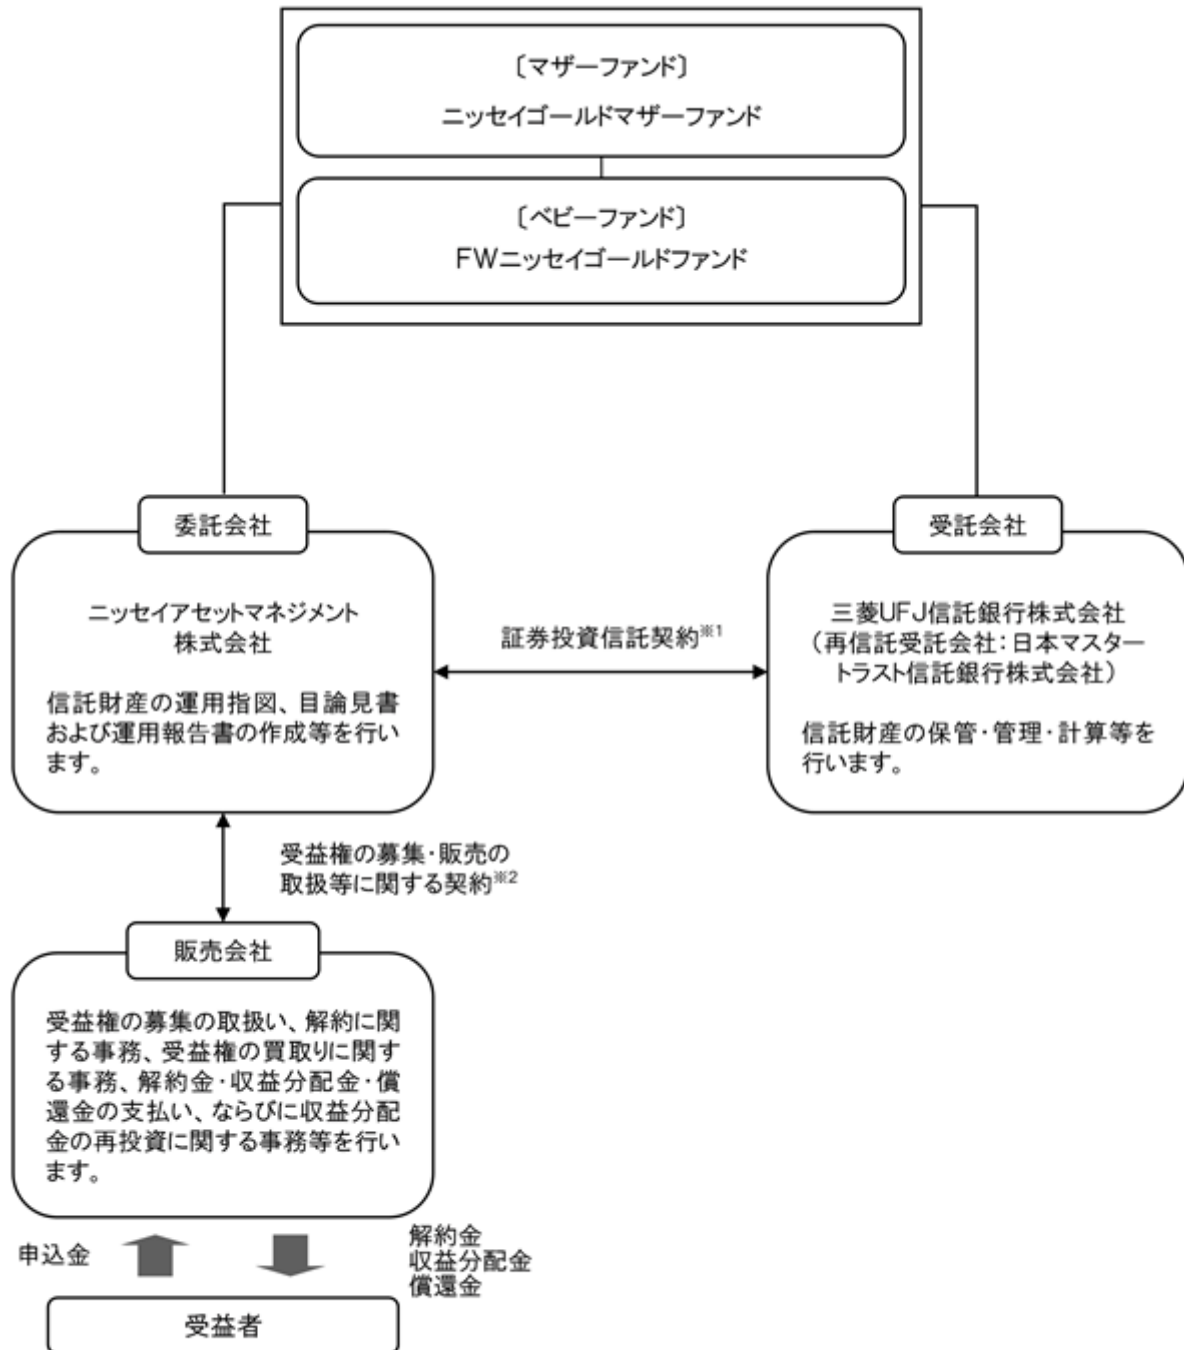 〔マザーファンド〕
ニッセイゴールドマザーファンド
〔ベビーファンド〕
FWニッセイゴールドファンド
委託会社
ニッセイアセットマネジメント
株式会社
信託財産の運用指図、目論見書
および運用報告書の作成等を行い
ます。
証券投資信託契約※1
受託会社
三菱UFJ信託銀行株式会社
（再信託受託会社：日本マスター
トラスト信託銀行株式会社）
信託財産の保管・管理・計算等を
行います。
受益権の募集・販売の
取扱等に関する契約※2
販売会社
受益権の募集の取扱い、解約に関
する事務、受益権の買取りに関す
る事務、解約金・収益分配金・償
還金の支払い、ならびに収益分配
金の再投資に関する事務等を行い
ます。
申込金
解約金
収益分配金
償還金
受益者